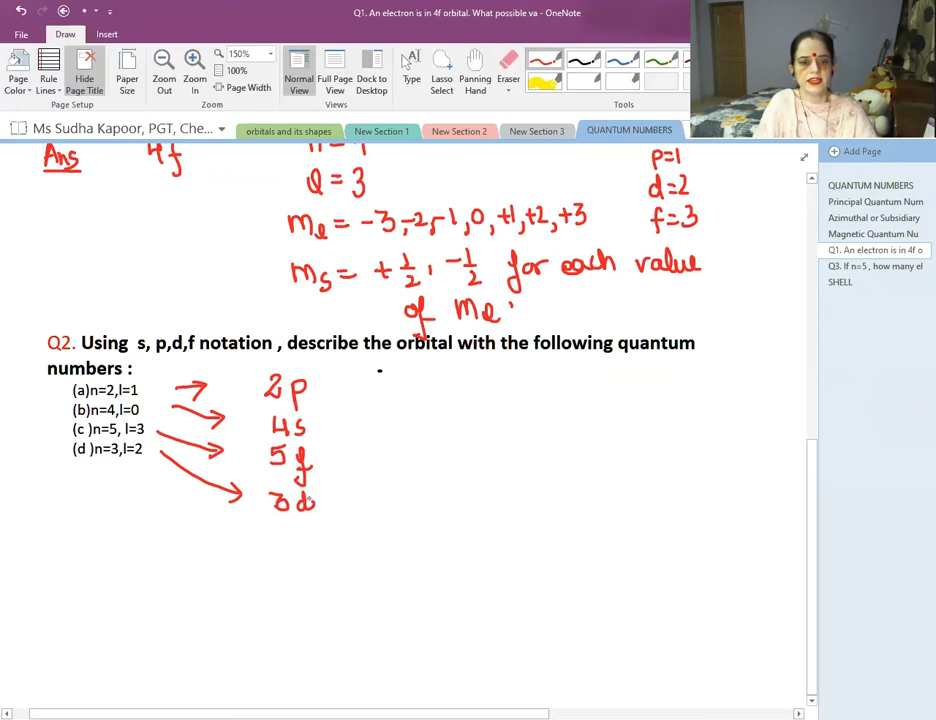 Q1. An electron is in 4f orbital. What possible va - OneNote
File Draw Insert
Page Color Rule Lines Hide Page Title Paper Size Zoom Out Zoom In 150% 100% Page Width Normal View Full Page View Dock to Desktop Type Lasso Select Panning Hand Eraser
Page Setup Zoom Views Tools
Ms Sudha Kapoor, PGT, Che... orbitals and its shapes New Section 1 New Section 2 New Section 3 QUANTUM NUMBERS
Add Page
QUANTUM NUMBERS
Principal Quantum Num
Azimuthal or Subsidiary
Magnetic Quantum Nu
Q1. An electron is in 4f o
Q3. If n=5 , how many el
SHELL
Ans 4f
l = 3
ml = -3, -2, -1, 0, +1, +2, +3
ms = +1/2, -1/2 for each value
of ml.
p=1
d=2
f=3
Q2. Using s, p,d,f notation , describe the orbital with the following quantum
numbers :
(a)n=2,l=1 → 2p
(b)n=4,l=0 → 4s
(c )n=5, l=3 → 5f
(d )n=3,l=2 → 3d